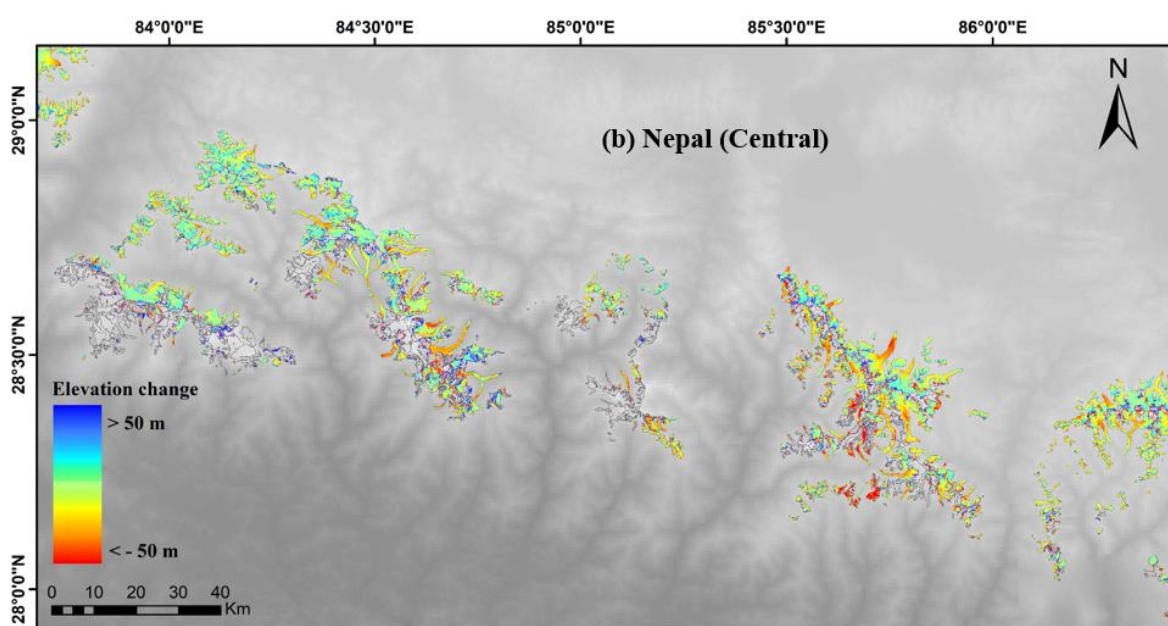 84°0'0"E 84°30'0"E 85°0'0"E 85°30'0"E 86°0'0"E
N
29°0'0"N
(b) Nepal (Central)
28°30'0"N
Elevation change
> 50 m
< - 50 m
0 10 20 30 40
Km
28°0'0"N